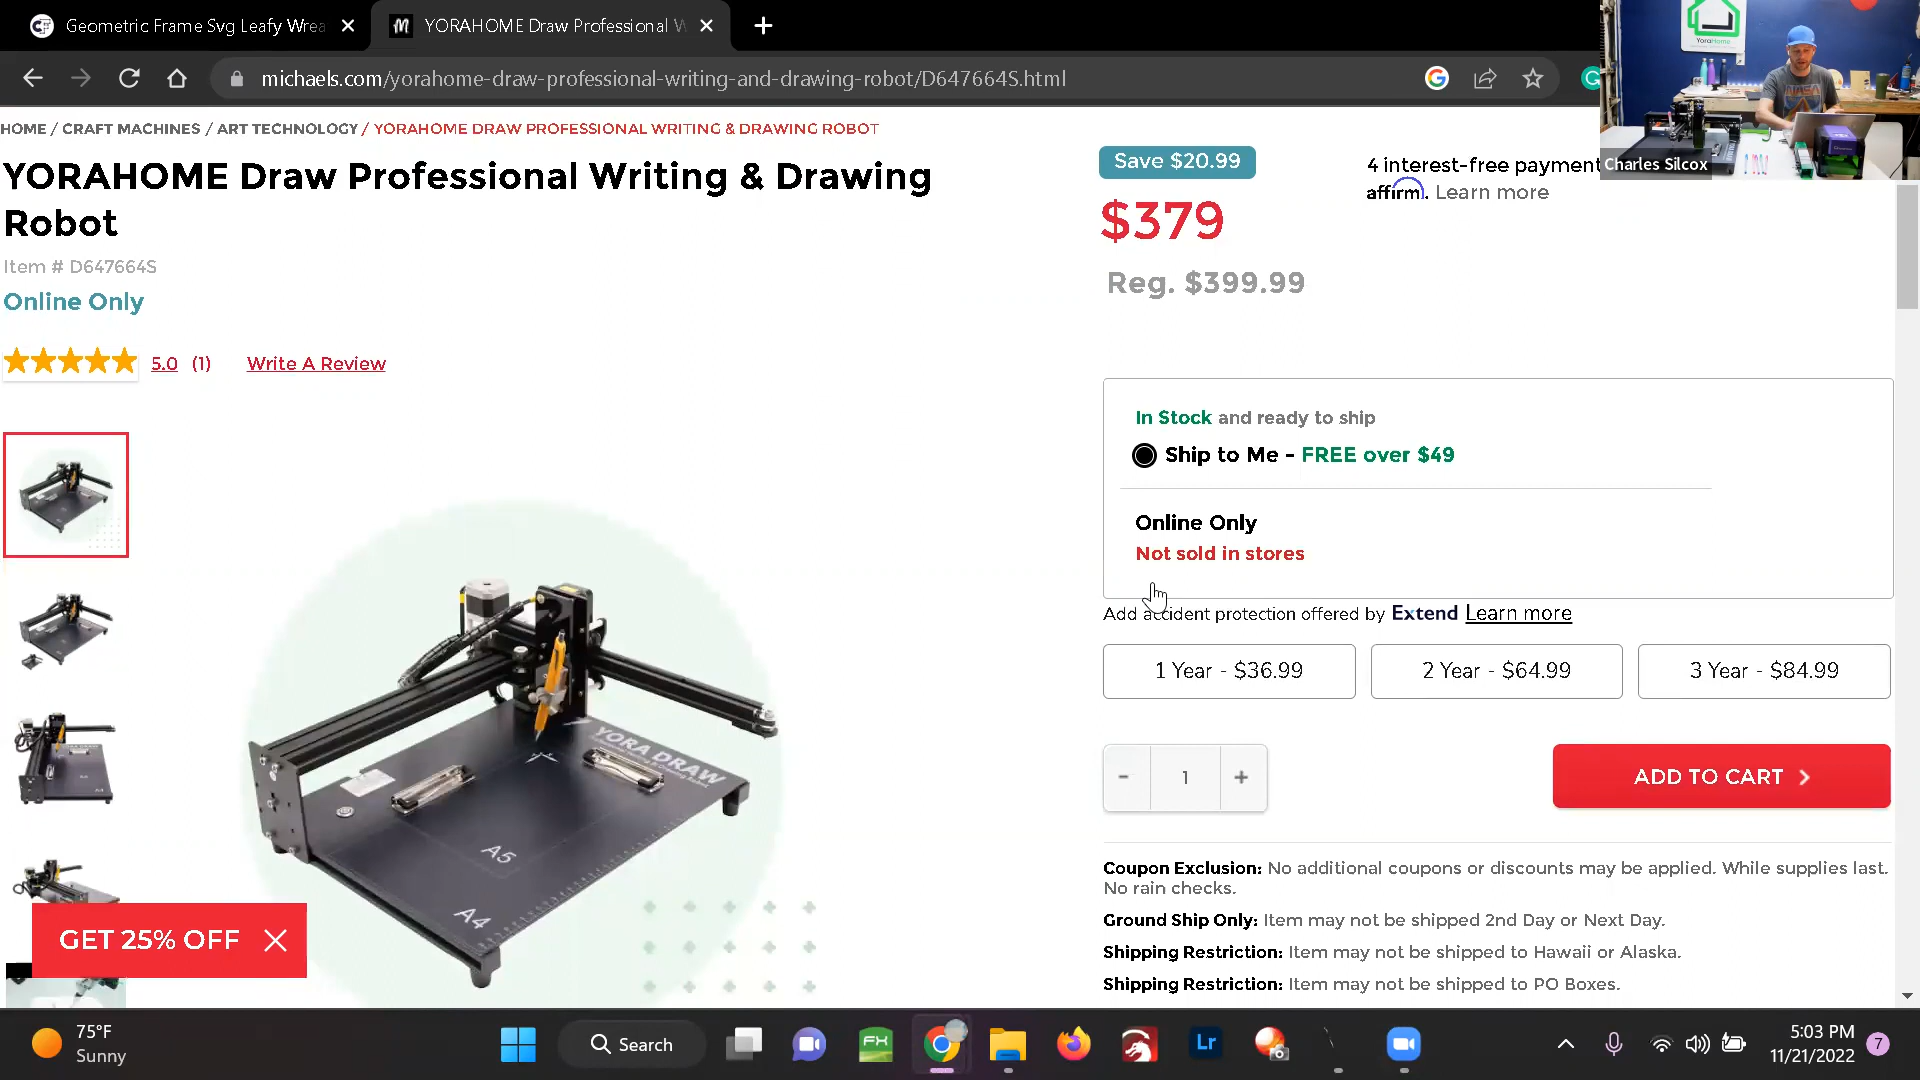 Geometric Frame Svg Leafy Wrea
YORAHOME Draw Professional W
michaels.com/yorahome-draw-professional-writing-and-drawing-robot/D647664S.html
YoraHome
NASA
Charles Silcox
HOME / CRAFT MACHINES / ART TECHNOLOGY / YORAHOME DRAW PROFESSIONAL WRITING & DRAWING ROBOT
YORAHOME Draw Professional Writing & Drawing
Robot
Item # D647664S
Online Only
5.0 (1) Write A Review
Save $20.99
$379
Reg. $399.99
4 interest-free payment
affirm. Learn more
In Stock and ready to ship
Ship to Me - FREE over $49
Online Only
Not sold in stores
Add accident protection offered by Extend Learn more
1 Year - $36.99
2 Year - $64.99
3 Year - $84.99
- 1 +
ADD TO CART
Coupon Exclusion: No additional coupons or discounts may be applied. While supplies last.
No rain checks.
Ground Ship Only: Item may not be shipped 2nd Day or Next Day.
Shipping Restriction: Item may not be shipped to Hawaii or Alaska.
Shipping Restriction: Item may not be shipped to PO Boxes.
YORA DRAW
A5
A4
GET 25% OFF
75°F
Sunny
Search
FX
Lr
5:03 PM
11/21/2022
7